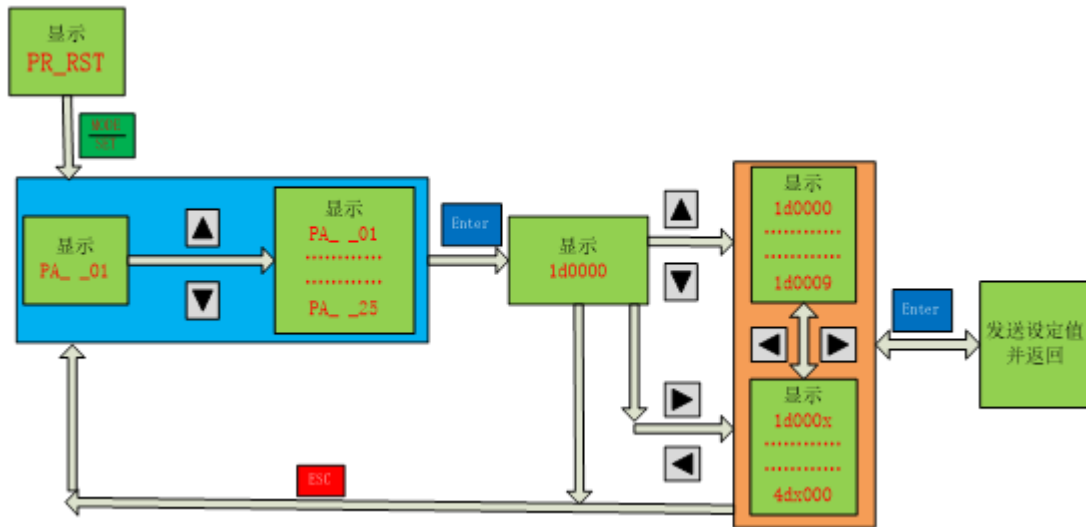 显示
PR_RST
MODE
SET
显示
PA_ _01
显示
PA_ _01
............
............
PA_ _25
Enter
显示
1d0000
显示
1d0000
............
............
1d0009
显示
1d000x
............
............
4dx000
Enter
发送设定值
并返回
ESC